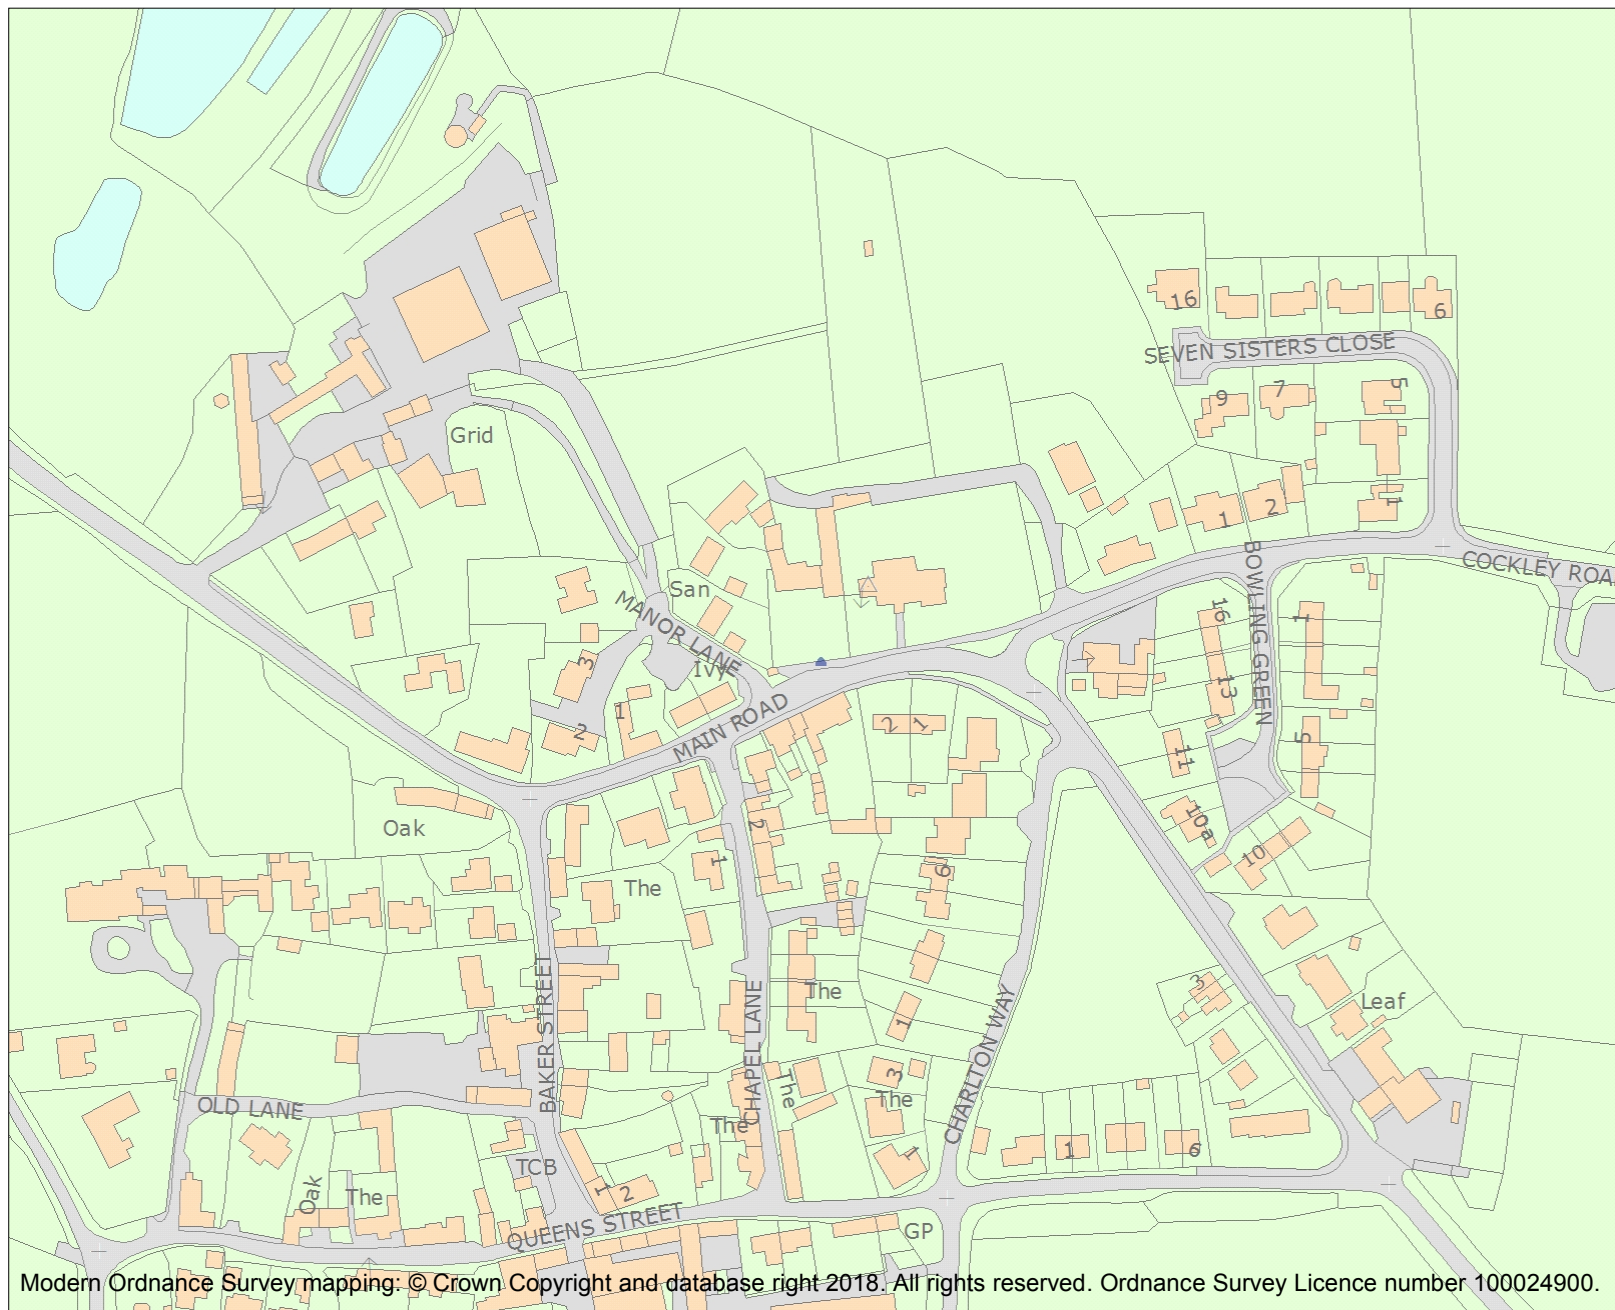 16
6
SEVEN SISTERS CLOSE
9
7
5
Grid
1
2
1
BOWLING GREEN
COCKLEY ROA
San
MANOR LANE
Ivy
3
16
1
13
1
2
MAIN ROAD
2 1
11
5
Oak
2
10a
1
10
The
6
BAKER STREET
CHAPEL LANE
The
1
3
Leaf
CHARLTON WAY
OLD LANE
The
3
The
The
1
1
6
TCB
Oak
The
1
2
QUEENS STREET
GP
Modern Ordnance Survey mapping: © Crown Copyright and database right 2018. All rights reserved. Ordnance Survey Licence number 100024900.